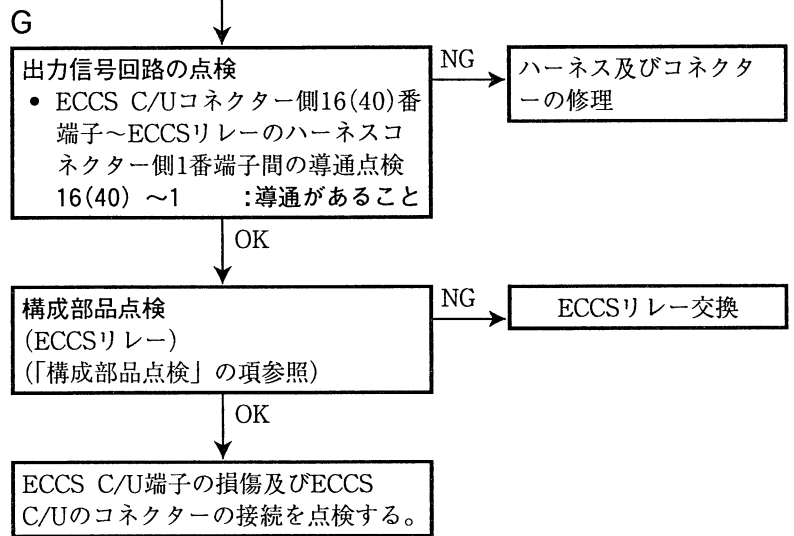 G
出力信号回路の点検
● ECCS C/Uコネクター側16(40)番
端子～ECCSリレーのハーネスコ
ネクター側1番端子間の導通点検
16(40) ～1 :導通があること
NG
ハーネス及びコネクタ
ーの修理
OK
構成部品点検
(ECCSリレー)
(「構成部品点検」の項参照)
NG
ECCSリレー交換
OK
ECCS C/U端子の損傷及びECCS
C/Uのコネクターの接続を点検する。